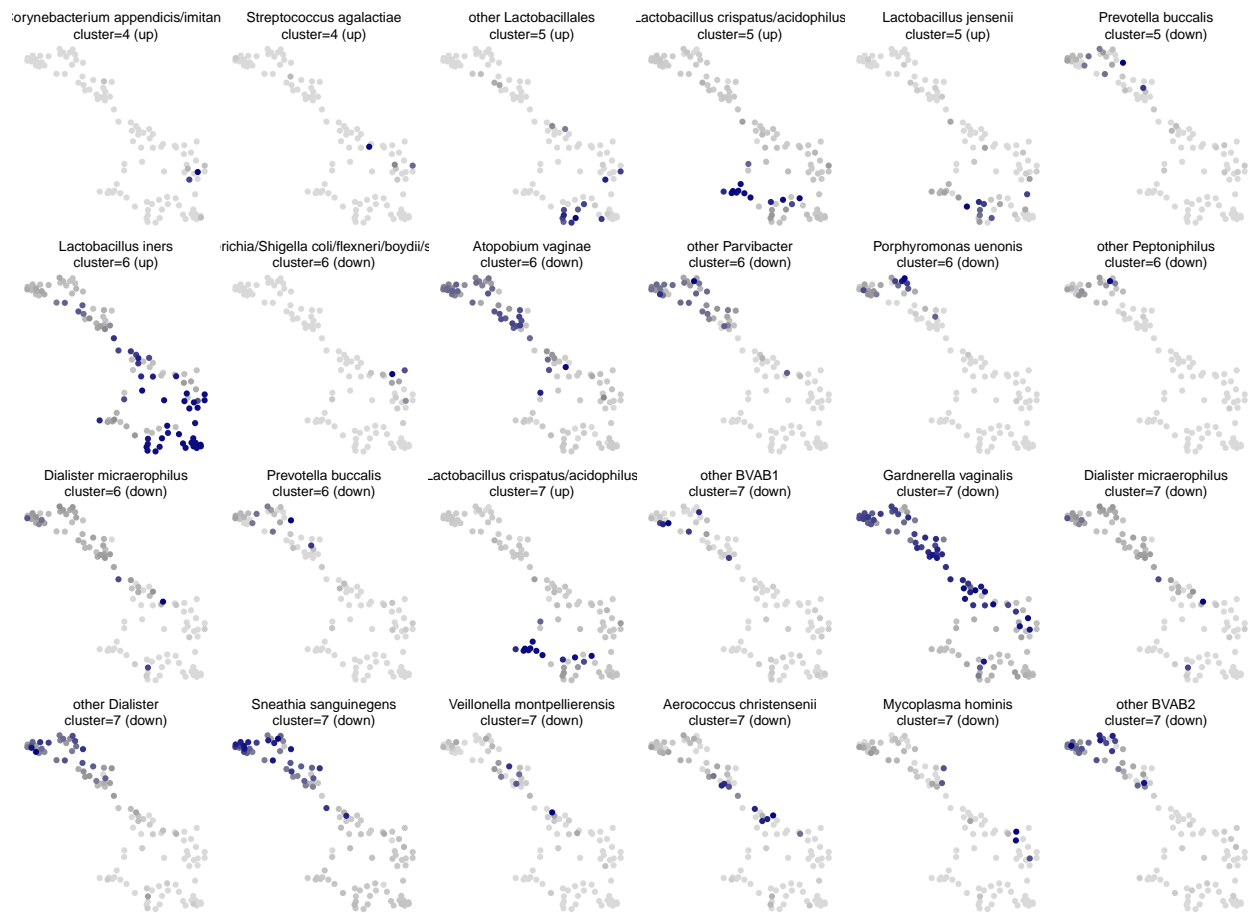 orynebacterium appendicis/imitan
cluster=4 (up)
Streptococcus agalactiae
cluster=4 (up)
other Lactobacillales
cluster=5 (up)
Lactobacillus crispatus/acidophilus
cluster=5 (up)
Lactobacillus jensenii
cluster=5 (up)
Prevotella buccalis
cluster=5 (down)
Lactobacillus iners
cluster=6 (up)
erichia/Shigella coli/flexneri/boydii/s
cluster=6 (down)
Atopobium vaginae
cluster=6 (down)
other Parvibacter
cluster=6 (down)
Porphyromonas uenonis
cluster=6 (down)
other Peptoniphilus
cluster=6 (down)
Dialister micraerophilus
cluster=6 (down)
Prevotella buccalis
cluster=6 (down)
Lactobacillus crispatus/acidophilus
cluster=7 (up)
other BVAB1
cluster=7 (down)
Gardnerella vaginalis
cluster=7 (down)
Dialister micraerophilus
cluster=7 (down)
other Dialister
cluster=7 (down)
Sneathia sanguinegens
cluster=7 (down)
Veillonella montpellierensis
cluster=7 (down)
Aerococcus christensenii
cluster=7 (down)
Mycoplasma hominis
cluster=7 (down)
other BVAB2
cluster=7 (down)